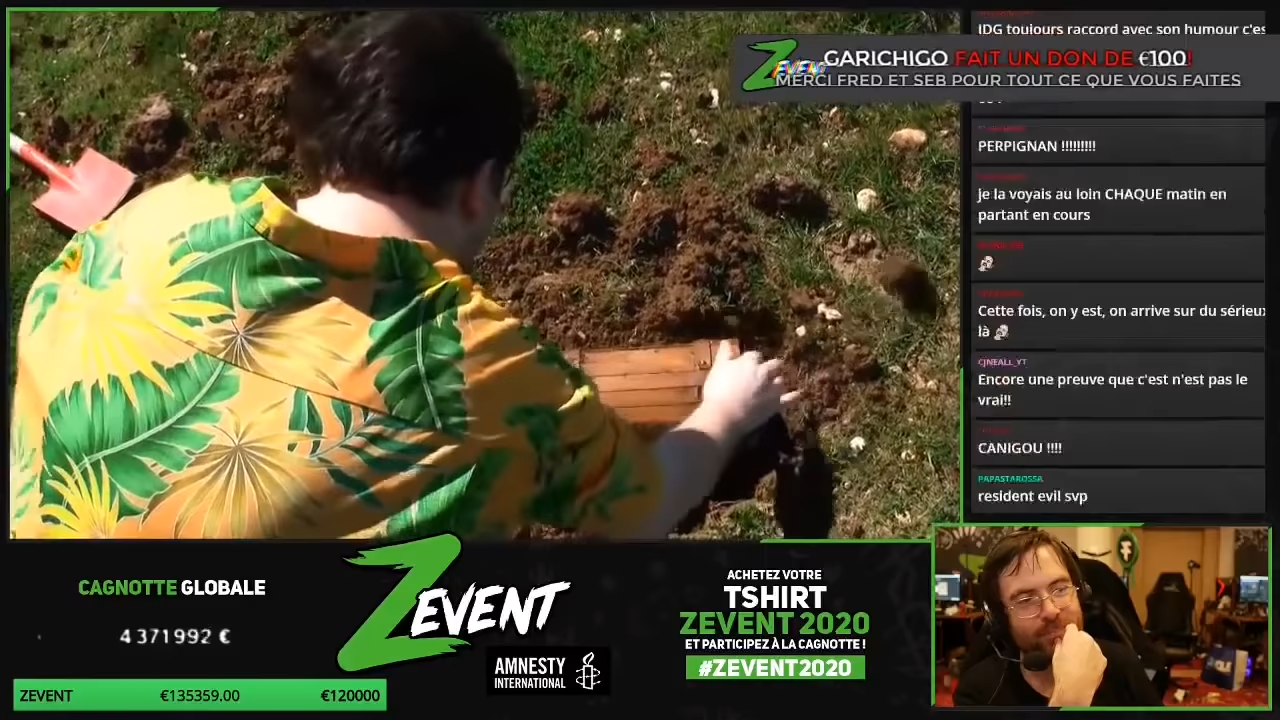 IDG toujours raccord avec son humour c'es
GARICHIGO FAIT UN DON DE €100!
MERCI FRED ET SEB POUR TOUT CE QUE VOUS FAITES
ZEVENT
PERPIGNAN !!!!!!!!!
je la voyais au loin CHAQUE matin en
partant en cours
Cette fois, on y est, on arrive sur du sérieux
là
CJNEALL_YT
Encore une preuve que c'est n'est pas le
vrai!!
CANIGOU !!!!
PAPASTAROSSA
resident evil svp
CAGNOTTE GLOBALE
4 371 992 €
ZEVENT €135359.00 €120000
ZEVENT
AMNESTY
INTERNATIONAL
ACHETEZ VOTRE
TSHIRT
ZEVENT 2020
ET PARTICIPEZ À LA CAGNOTTE !
#ZEVENT2020